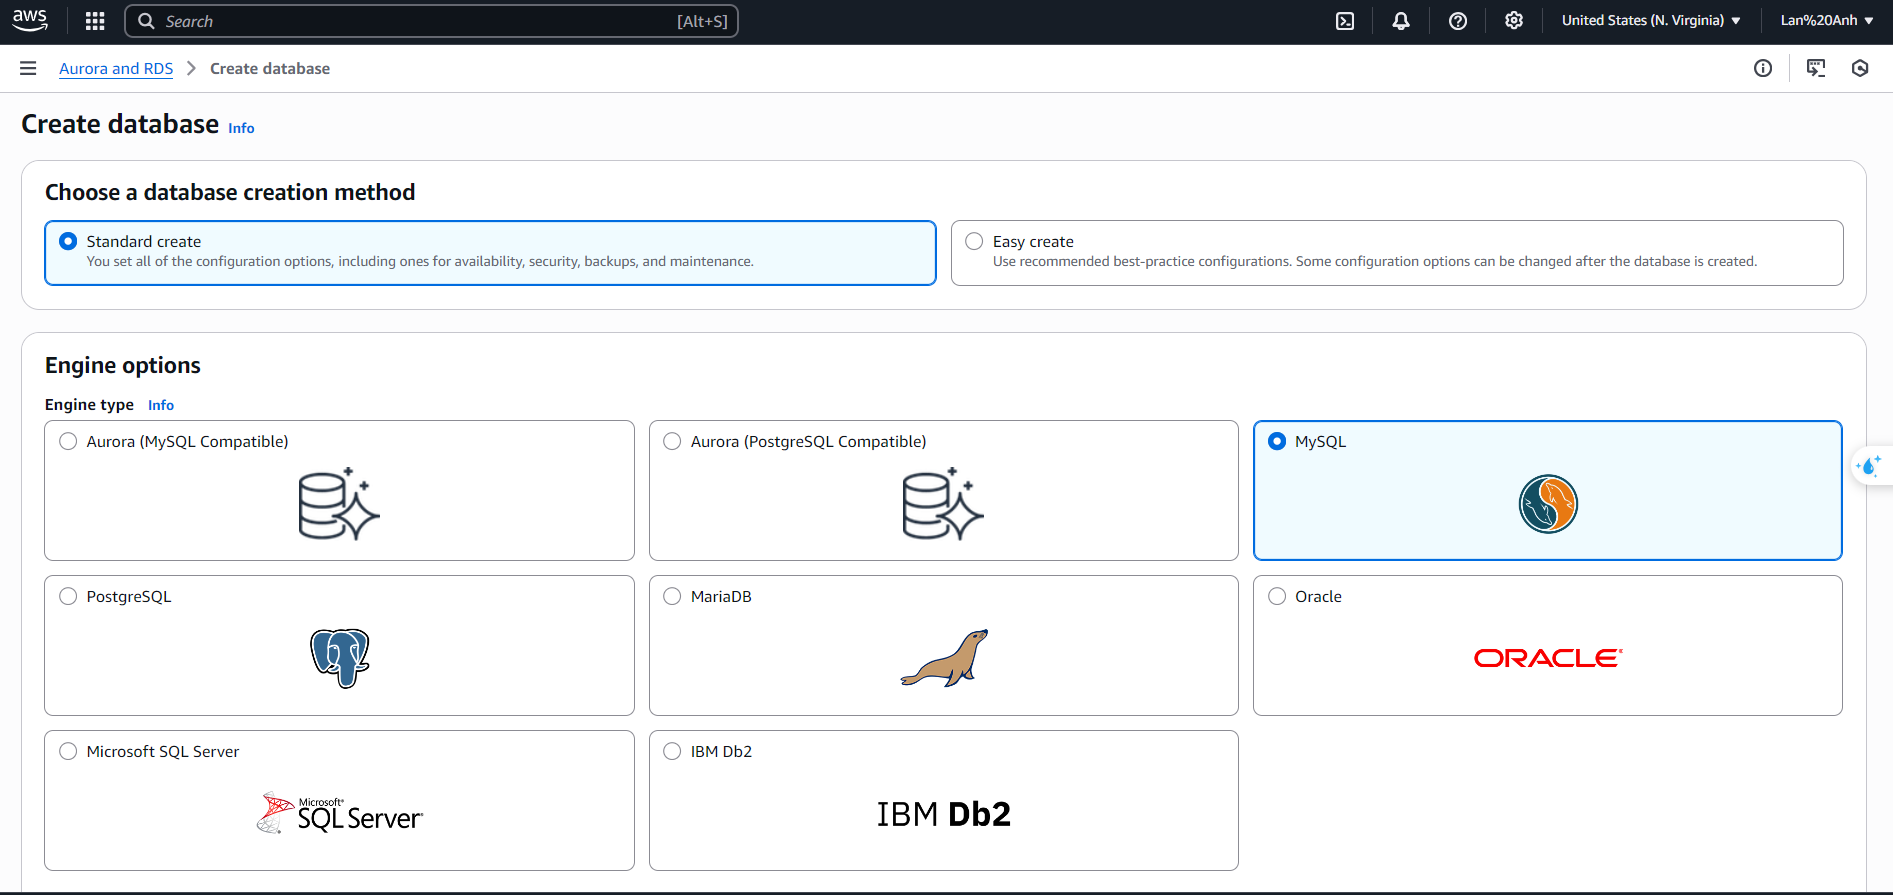 aws
Search [Alt+S]
United States (N. Virginia)
Lan%20Anh
Aurora and RDS
Create database
Create database Info
Choose a database creation method
Standard create
You set all of the configuration options, including ones for availability, security, backups, and maintenance.
Easy create
Use recommended best-practice configurations. Some configuration options can be changed after the database is created.
Engine options
Engine type Info
Aurora (MySQL Compatible)
Aurora (PostgreSQL Compatible)
MySQL
PostgreSQL
MariaDB
Oracle
ORACLE
Microsoft SQL Server
Microsoft®
SQL Server
IBM Db2
IBM Db2